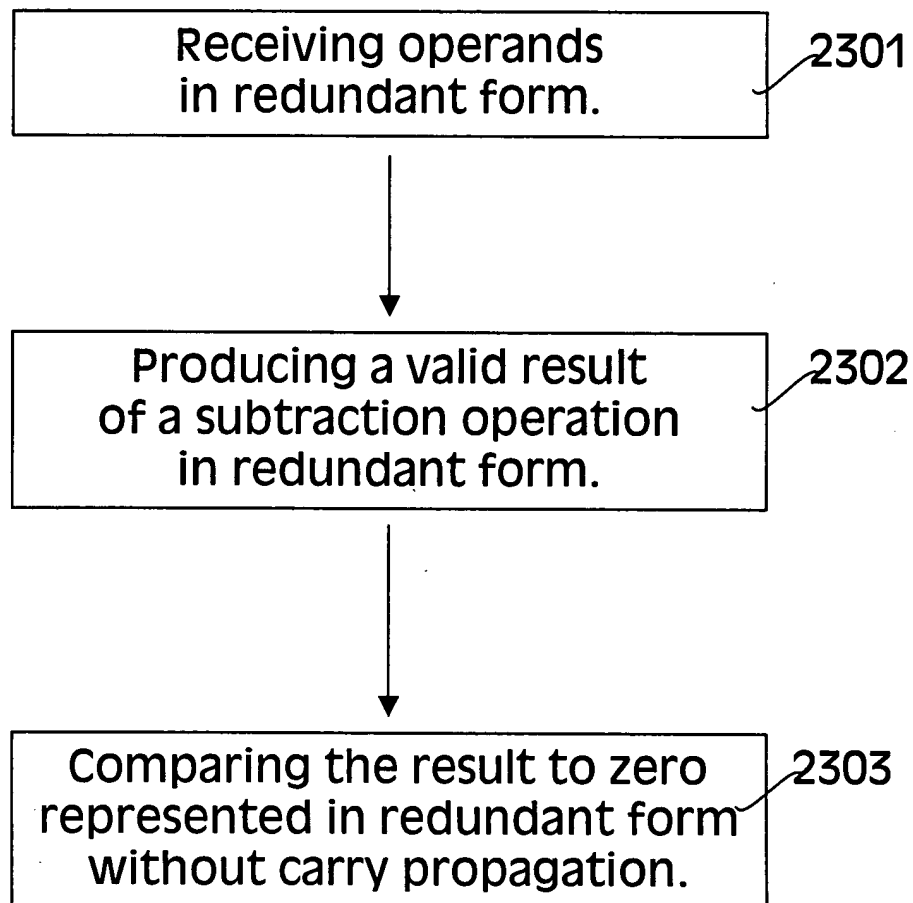 Receiving operands
in redundant form.
2301
Producing a valid result
of a subtraction operation
in redundant form.
2302
Comparing the result to zero
represented in redundant form
without carry propagation.
2303